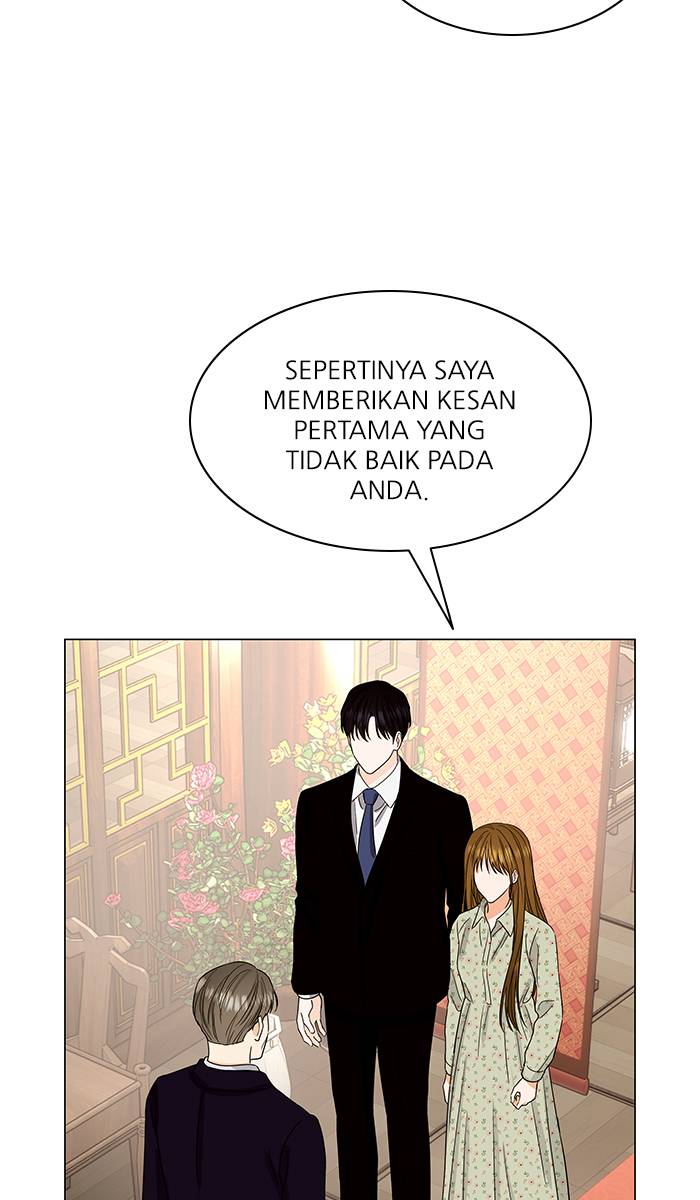 SEPERTINYA SAYA
MEMBERIKAN KESAN
PERTAMA YANG
TIDAK BAIK PADA
ANDA.